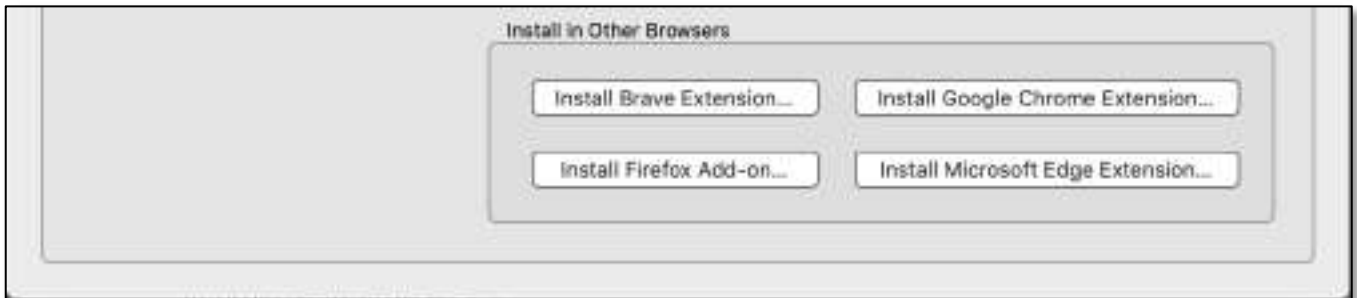 Install in Other Browsers
Install Brave Extension... Install Google Chrome Extension...
Install Firefox Add-on... Install Microsoft Edge Extension...